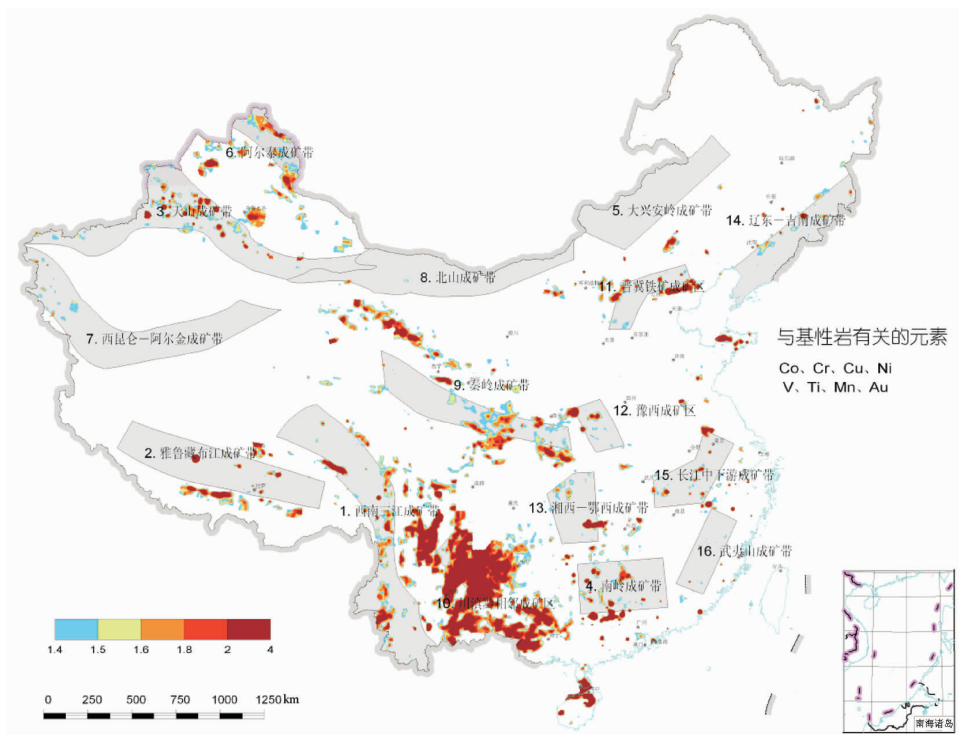 6. 阿尔泰成矿带
3. 天山成矿带
5. 大兴安岭成矿带
14. 辽东－吉南成矿带
8. 北山成矿带
11. 晋冀铁矿成矿区
7. 西昆仑－阿尔金成矿带
与基性岩有关的元素
Co、Cr、Cu、Ni
V、Ti、Mn、Au
9. 秦岭成矿带
12. 豫西成矿区
2. 雅鲁藏布江成矿带
15. 长江中下游成矿带
1. 西南三江成矿带
13. 湘西－鄂西成矿带
16. 武夷山成矿带
4. 南岭成矿带
1.4 1.5 1.6 1.8 2 4
0 250 500 750 1000 1250 km
南海诸岛